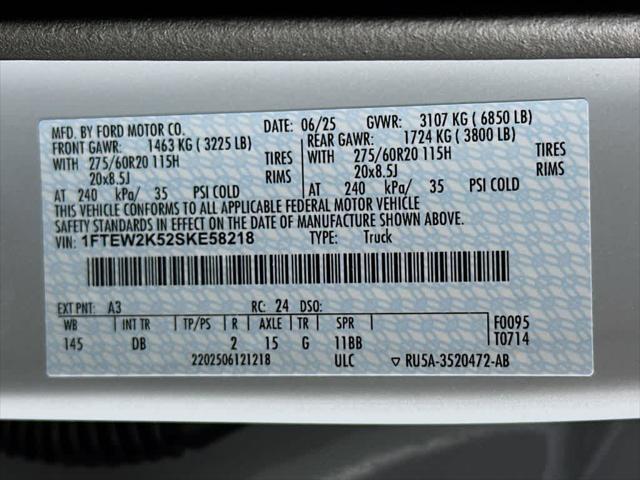 MFD. BY FORD MOTOR CO. DATE: 06/25 GVWR: 3107 KG ( 6850 LB)
FRONT GAWR: 1463 KG ( 3225 LB) REAR GAWR: 1724 KG ( 3800 LB)
WITH 275/60R20 115H TIRES WITH 275/60R20 115H TIRES
20x8.5J RIMS 20x8.5J RIMS
AT 240 kPa/ 35 PSI COLD AT 240 kPa/ 35 PSI COLD
THIS VEHICLE CONFORMS TO ALL APPLICABLE FEDERAL MOTOR VEHICLE
SAFETY STANDARDS IN EFFECT ON THE DATE OF MANUFACTURE SHOWN ABOVE.
VIN: 1FTEW2K52SKE58218 TYPE: Truck
EXT PNT: A3 RC: 24 DSO:
WB INT TR TP/PS R AXLE TR SPR F0095
145 DB 2 15 G 11BB T0714
2202506121218 ULC ▽ RU5A-3520472-AB